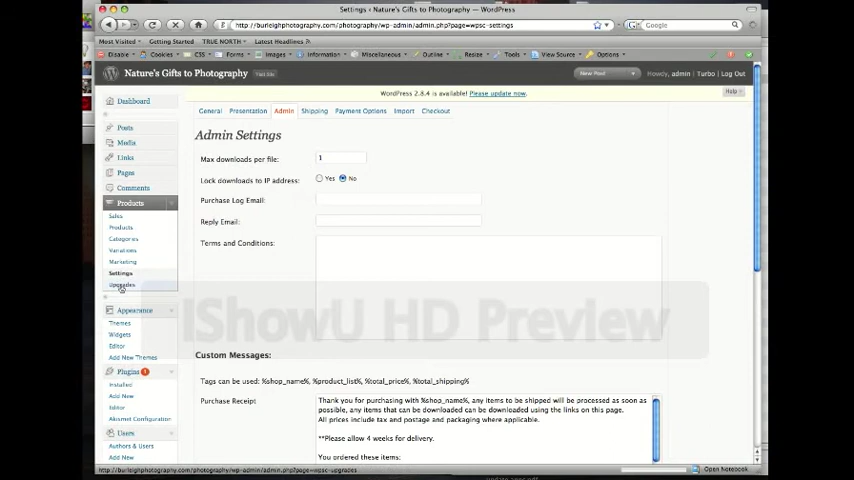 Settings ‹ Nature's Gifts to Photography — WordPress
http://burleighphotography.com/photography/wp-admin/admin.php?page=wpsc-settings
Google
Most Visited Getting Started TRUE NORTH Latest Headlines
Disable Cookies CSS Forms Images Information Miscellaneous Outline Resize Tools View Source Options
Nature's Gifts to Photography Visit Site New Post Howdy, admin Turbo Log Out
WordPress 2.8.4 is available! Please update now. Help
Dashboard
Posts
Media
Links
Pages
Comments
Products
Sales
Products
Categories
Variations
Marketing
Settings
Upgrades
Appearance
Themes
Widgets
Editor
Add New Themes
Plugins 1
Installed
Add New
Editor
Akismet Configuration
Users
Authors & Users
Add New
General Presentation Admin Shipping Payment Options Import Checkout
Admin Settings
Max downloads per file: 1
Lock downloads to IP address: Yes No
Purchase Log Email:
Reply Email:
Terms and Conditions:
iShowU HD Preview
Custom Messages:
Tags can be used: %shop_name%, %product_list%, %total_price%, %total_shipping%
Purchase Receipt
Thank you for purchasing with %shop_name%, any items to be shipped will be processed as soon as
possible, any items that can be downloaded can be downloaded using the links on this page.
All prices include tax and postage and packaging where applicable.
**Please allow 4 weeks for delivery.
You ordered these items:
http://burleighphotography.com/photography/wp-admin/admin.php?page=wpsc-upgrades
Open Notebook